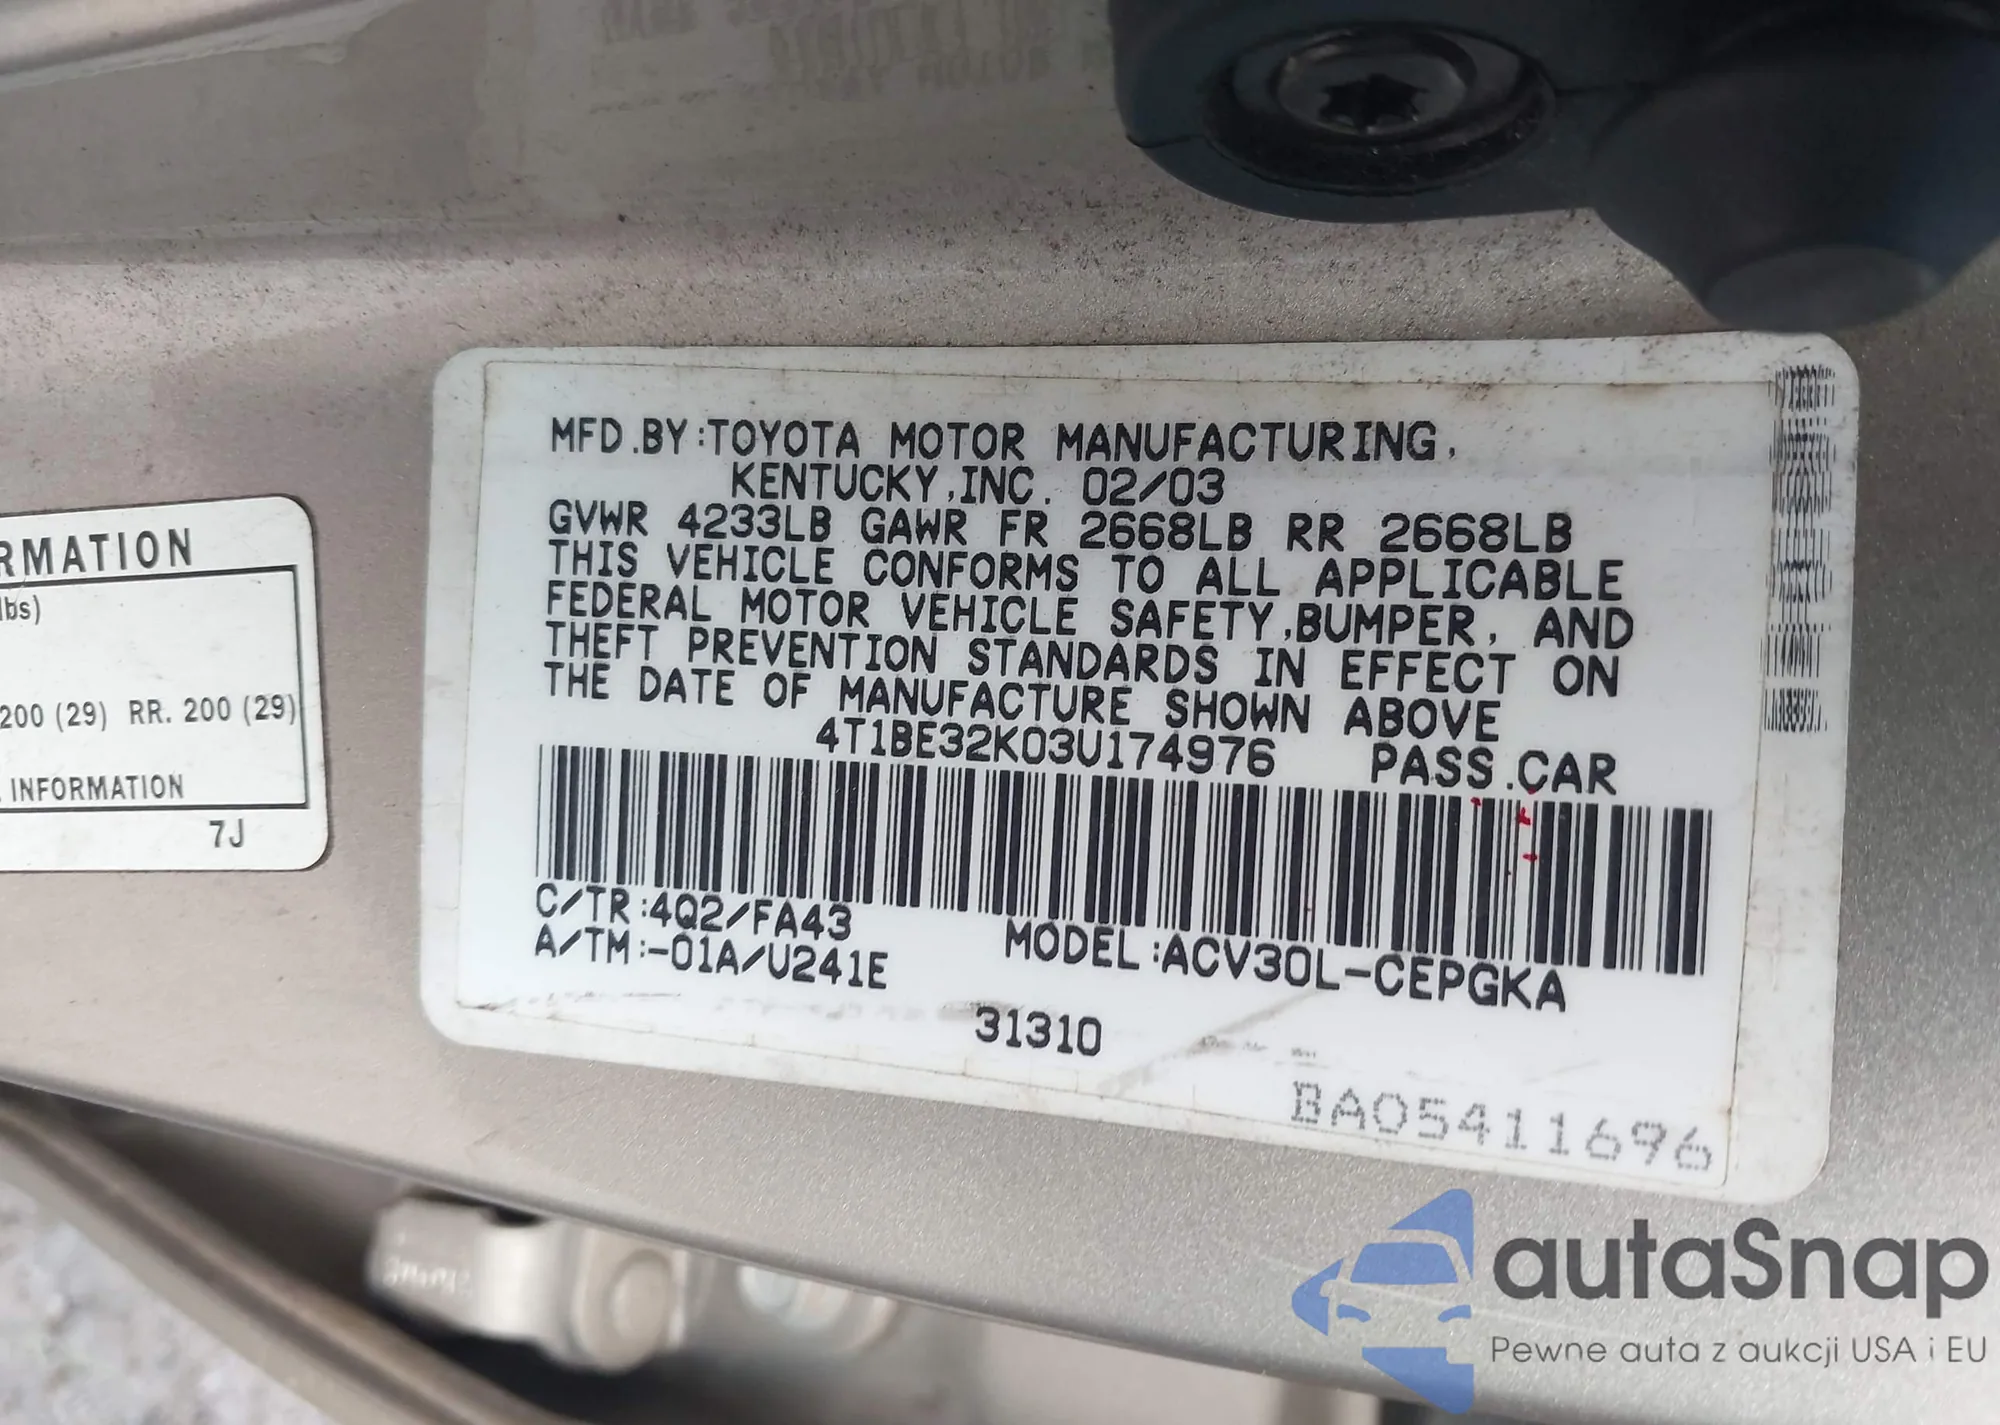 MFD.BY:TOYOTA MOTOR MANUFACTURING,
KENTUCKY,INC. 02/03
GVWR 4233LB GAWR FR 2668LB RR 2668LB
THIS VEHICLE CONFORMS TO ALL APPLICABLE
FEDERAL MOTOR VEHICLE SAFETY,BUMPER, AND
THEFT PREVENTION STANDARDS IN EFFECT ON
THE DATE OF MANUFACTURE SHOWN ABOVE
4T1BE32K03U174976 PASS.CAR
C/TR:4Q2/FA43
A/TM:-01A/U241E
MODEL:ACV30L-CEPGKA
31310
BA05411696
RMATION
lbs)
200 (29) RR. 200 (29)
INFORMATION
7J
autaSnap
Pewne auta z aukcji USA i EU